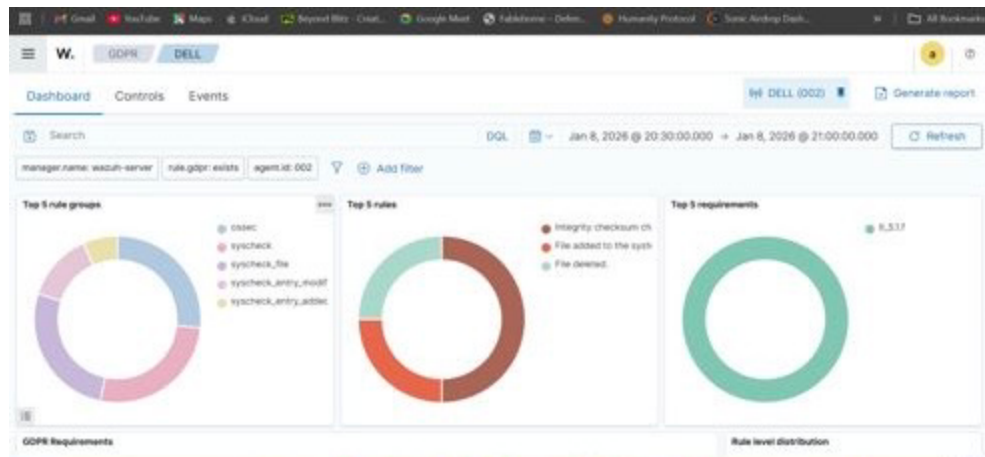 Gmail YouTube Maps iCloud Google Meet Humanity Protocol All Bookmarks
W. GDPR DELL a
Dashboard Controls Events DELL (002) Generate report
Search DQL Jan 8, 2026 @ 20:30:00.000 → Jan 8, 2026 @ 21:00:00.000 Refresh
manager.name: wazuh-server rule.gdpr: exists agent.id: 002 Add filter
Top 5 rule groups Top 5 rules Top 5 requirements
ossec Integrity checksum ch II_5.1.f
syscheck File added to the syst
syscheck_file File deleted.
syscheck_entry_modif
syscheck_entry_added
GDPR Requirements Rule level distribution